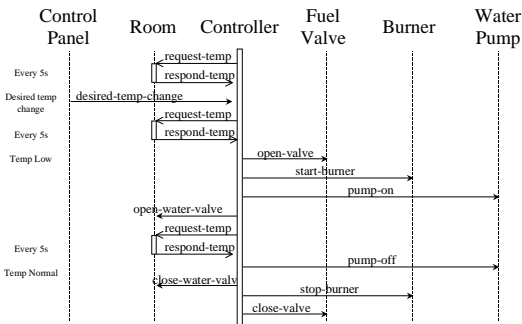 Control Panel
Room
Controller
Fuel Valve
Burner
Water Pump
request-temp
Every 5s
respond-temp
Desired temp change
desired-temp-change
request-temp
Every 5s
respond-temp
Temp Low
open-valve
start-burner
pump-on
open-water-valve
request-temp
Every 5s
respond-temp
Temp Normal
pump-off
close-water-valv
stop-burner
close-valve